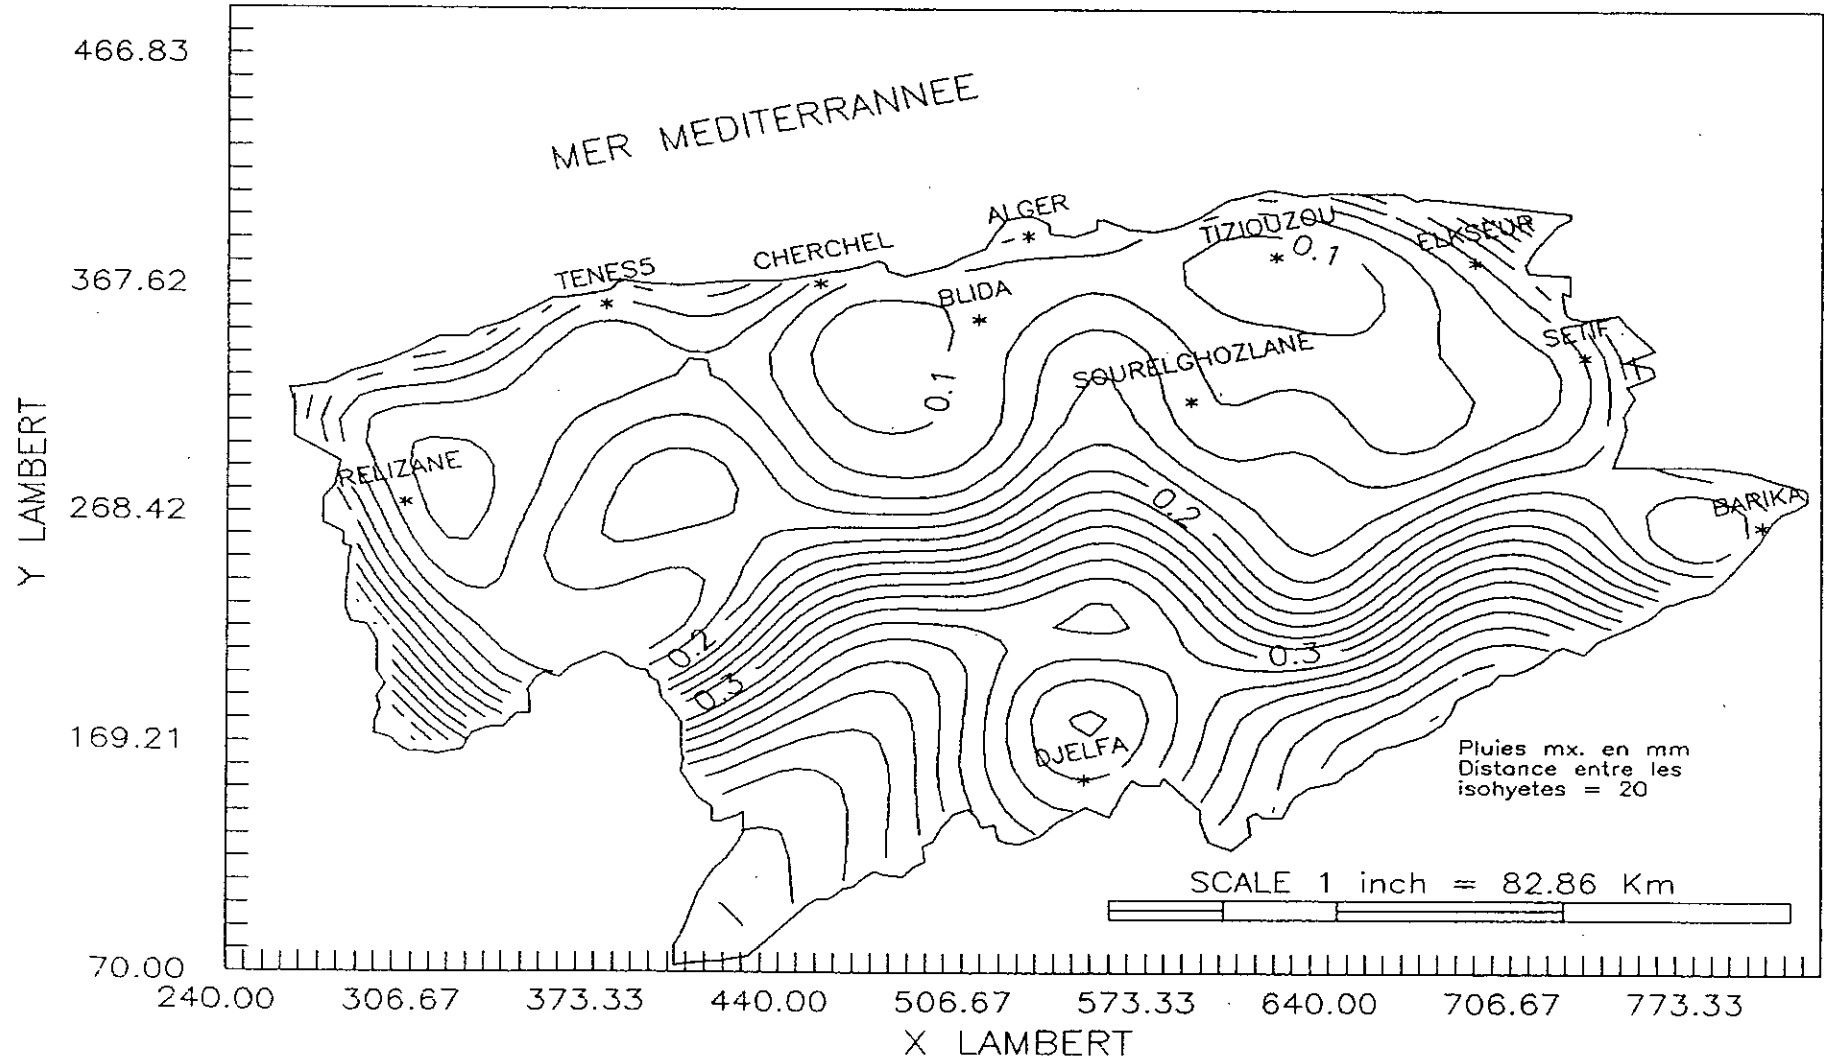 466.83
MER MEDITERRANNEE
ALGER
TIZIOUZOU
ELKSEUR
CHERCHEL
0.1
TENES5
367.62
BLIDA
SETIF
SOURELGHOZLANE
0.1
Y LAMBERT
RELIZANE
268.42
0.2
BARIKA
0.2
0.3
0.3
169.21
DJELFA
Pluies mx. en mm
Distance entre les
isohyetes = 20
SCALE 1 inch = 82.86 Km
70.00
240.00 306.67 373.33 440.00 506.67 573.33 640.00 706.67 773.33
X LAMBERT